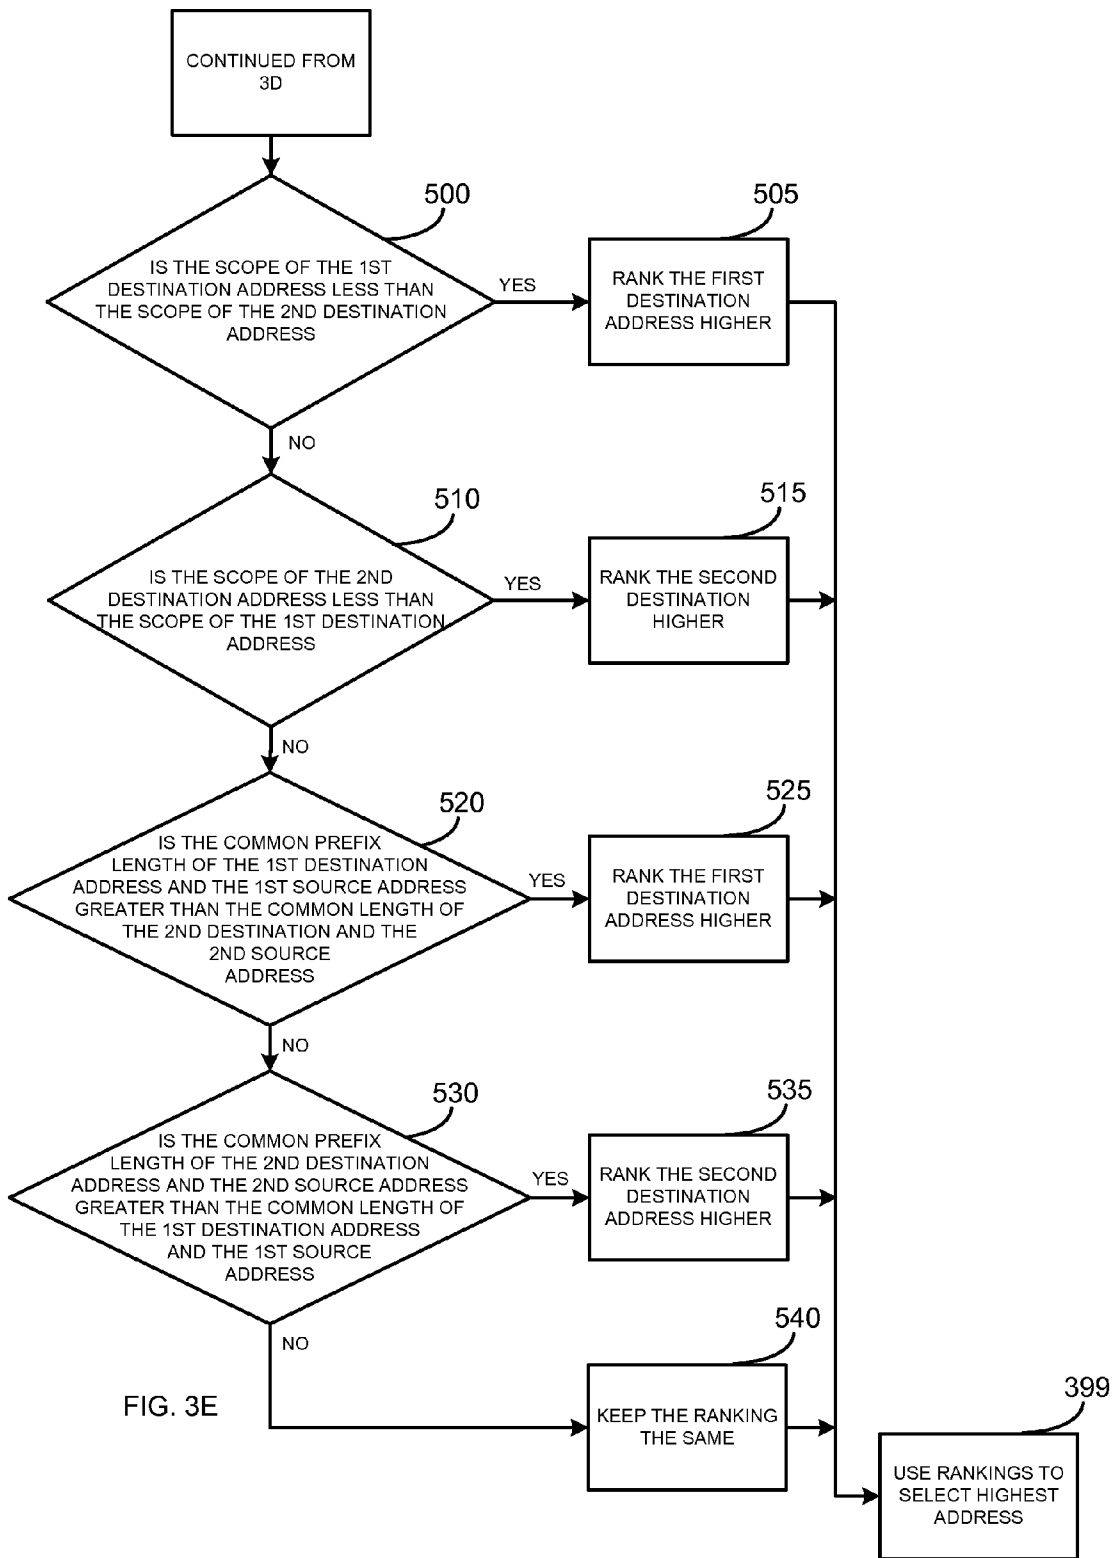 CONTINUED FROM
3D
500
IS THE SCOPE OF THE 1ST
DESTINATION ADDRESS LESS THAN
THE SCOPE OF THE 2ND DESTINATION
ADDRESS
YES
505
RANK THE FIRST
DESTINATION
ADDRESS HIGHER
NO
510
IS THE SCOPE OF THE 2ND
DESTINATION ADDRESS LESS THAN
THE SCOPE OF THE 1ST DESTINATION
ADDRESS
YES
515
RANK THE SECOND
DESTINATION
HIGHER
NO
520
IS THE COMMON PREFIX
LENGTH OF THE 1ST DESTINATION
ADDRESS AND THE 1ST SOURCE ADDRESS
GREATER THAN THE COMMON LENGTH OF
THE 2ND DESTINATION AND THE
2ND SOURCE
ADDRESS
YES
525
RANK THE FIRST
DESTINATION
ADDRESS HIGHER
NO
530
IS THE COMMON PREFIX
LENGTH OF THE 2ND DESTINATION
ADDRESS AND THE 2ND SOURCE ADDRESS
GREATER THAN THE COMMON LENGTH OF
THE 1ST DESTINATION ADDRESS
AND THE 1ST SOURCE
ADDRESS
YES
535
RANK THE SECOND
DESTINATION
ADDRESS HIGHER
NO
540
KEEP THE RANKING
THE SAME
FIG. 3E
399
USE RANKINGS TO
SELECT HIGHEST
ADDRESS